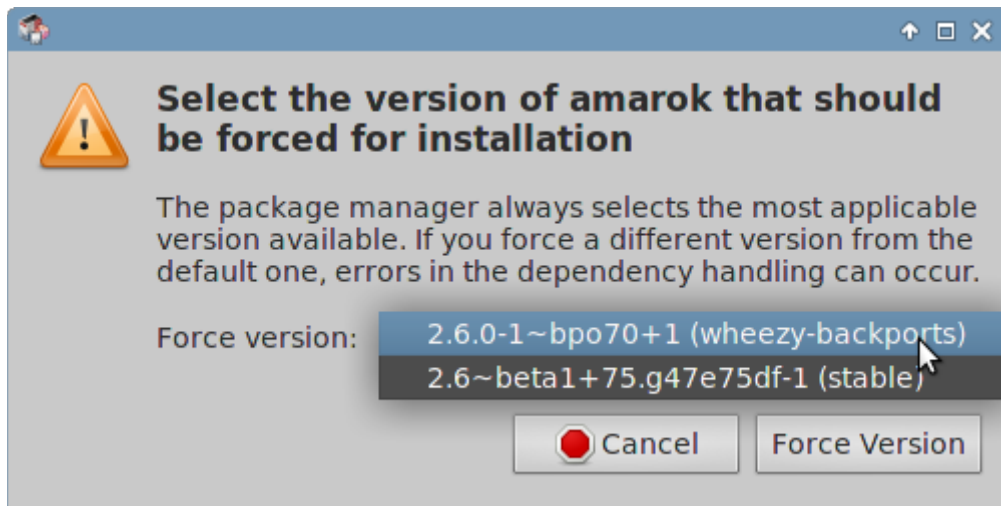 Select the version of amarok that should
be forced for installation
The package manager always selects the most applicable
version available. If you force a different version from the
default one, errors in the dependency handling can occur.
Force version:
2.6.0-1~bpo70+1 (wheezy-backports)
2.6~beta1+75.g47e75df-1 (stable)
Cancel
Force Version